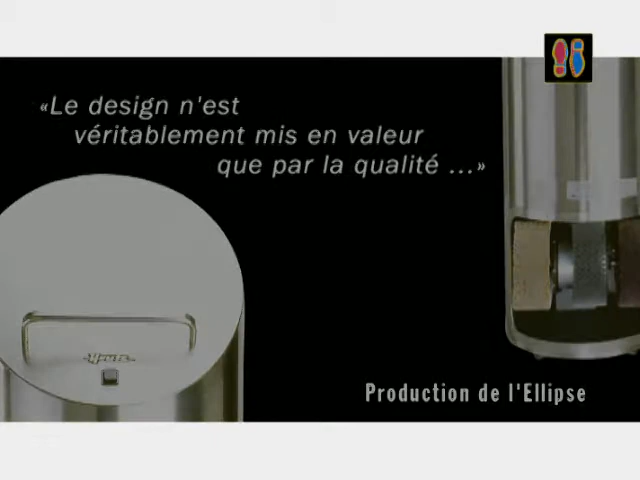 «Le design n'est
véritablement mis en valeur
que par la qualité ...»
Production de l'Ellipse